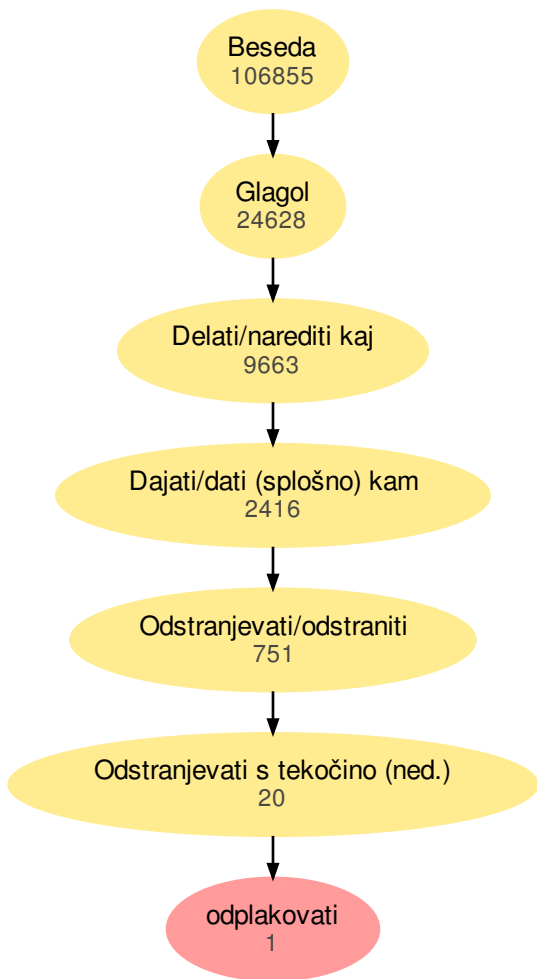 Beseda
106855
Glagol
24628
Delati/narediti kaj
9663
Dajati/dati (splošno) kam
2416
Odstranjevati/odstraniti
751
Odstranjevati s tekočino (ned.)
20
odplakovati
1